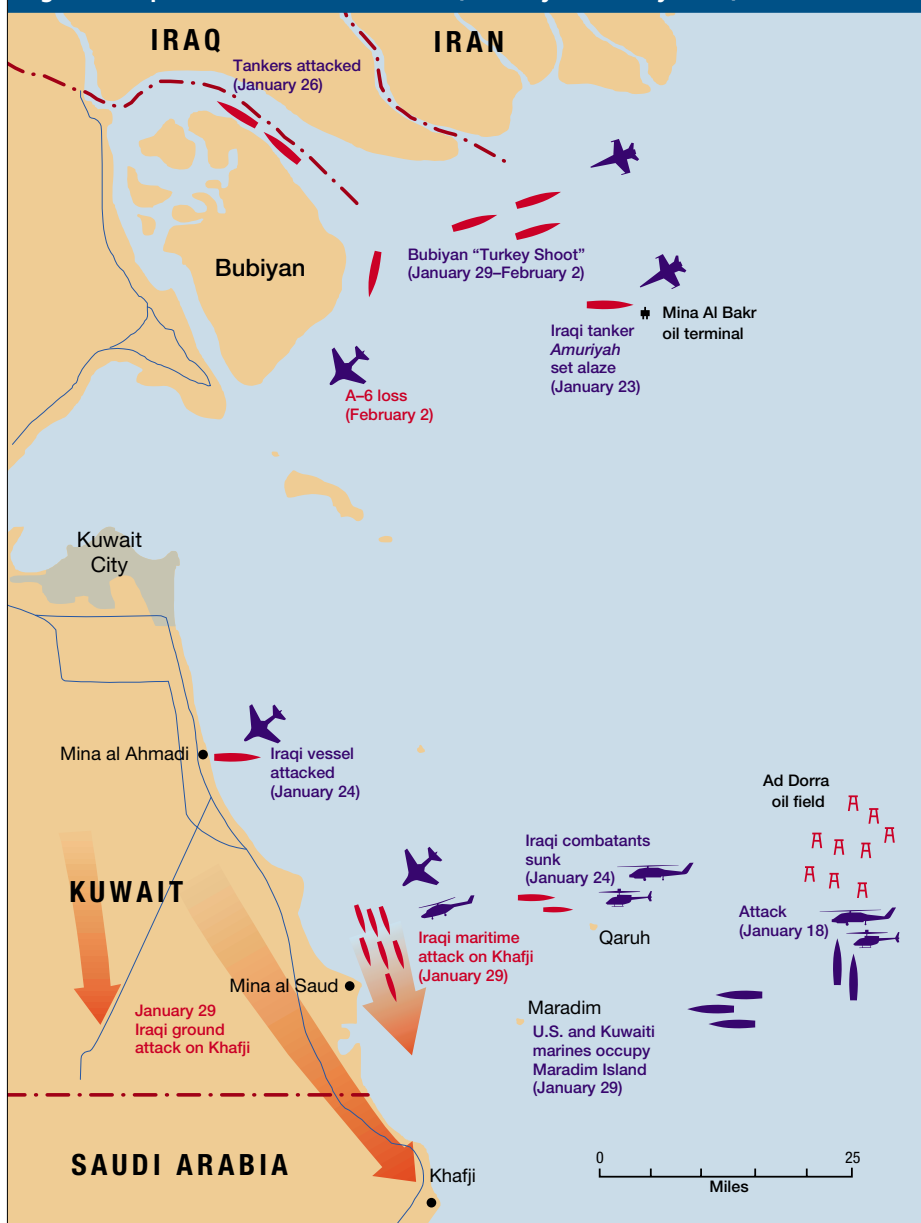 IRAQ
IRAN
Tankers attacked
(January 26)
Bubiyan “Turkey Shoot”
(January 29–February 2)
Bubiyan
Mina Al Bakr
oil terminal
Iraqi tanker
Amuriyah
set alaze
(January 23)
A–6 loss
(February 2)
Kuwait
City
Mina al Ahmadi
Iraqi vessel
attacked
(January 24)
Ad Dorra
oil field
Iraqi combatants
sunk
(January 24)
KUWAIT
Attack
(January 18)
Qaruh
Iraqi maritime
attack on Khafji
(January 29)
Mina al Saud
January 29
Iraqi ground
attack on Khafji
Maradim
U.S. and Kuwaiti
marines occupy
Maradim Island
(January 29)
SAUDI ARABIA
Khafji
0 25
Miles